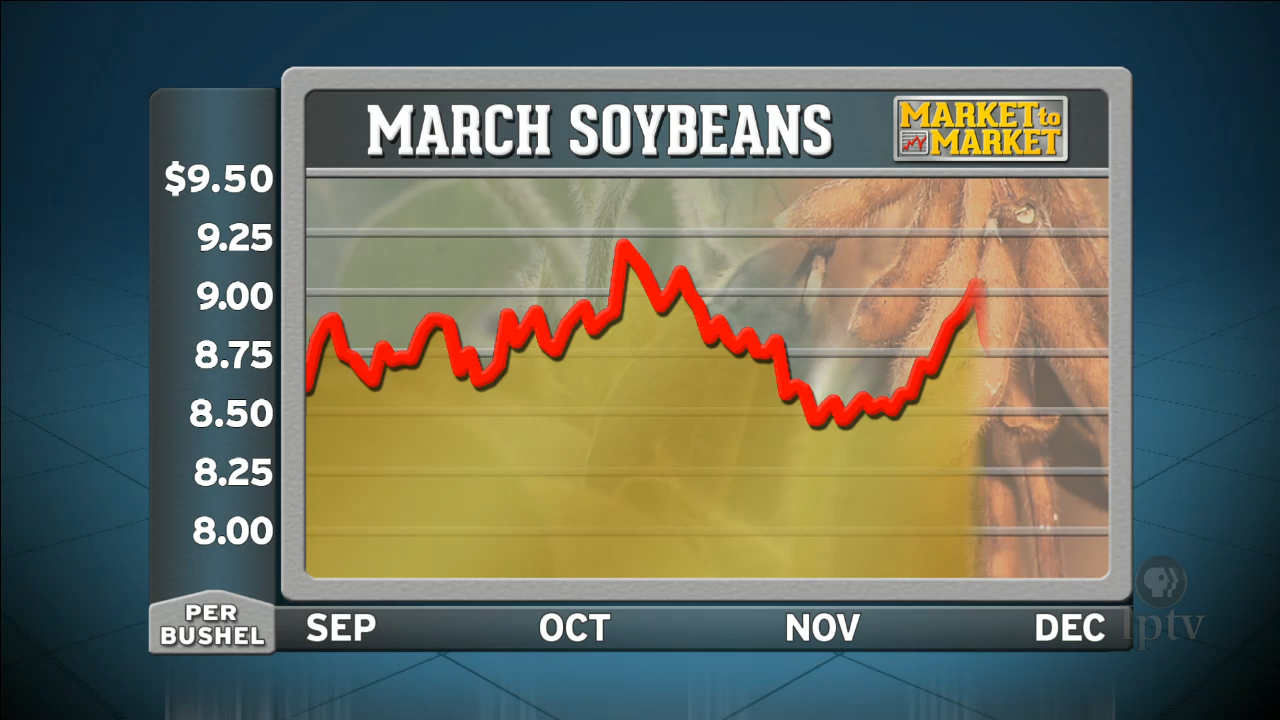 MARCH SOYBEANS
MARKET to
MARKET
$9.50
9.25
9.00
8.75
8.50
8.25
8.00
PER
BUSHEL
SEP OCT NOV DEC
iptv